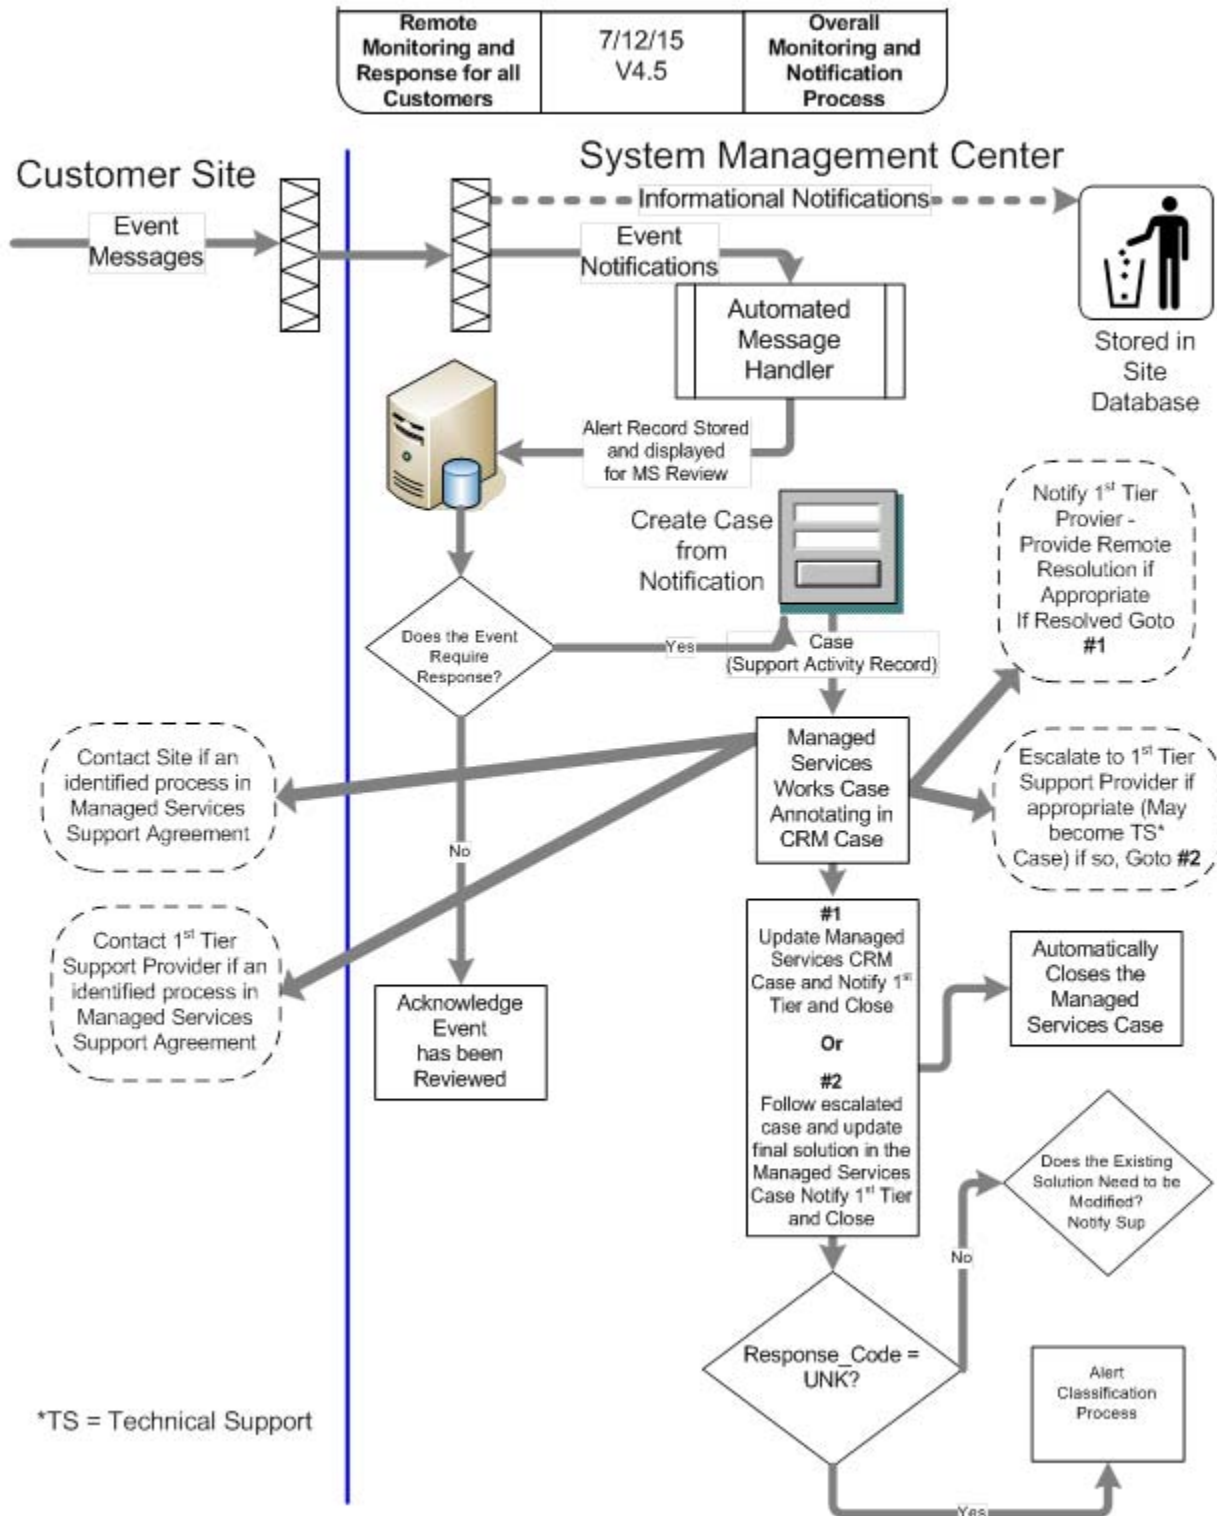 Remote
Monitoring and
Response for all
Customers
7/12/15
V4.5
Overall
Monitoring and
Notification
Process
Customer Site
System Management Center
Informational Notifications
Event
Messages
Event
Notifications
Automated
Message
Handler
Stored in
Site
Database
Alert Record Stored
and displayed
for MS Review
Create Case
from
Notification
Notify 1st Tier
Provier -
Provide Remote
Resolution if
Appropriate
If Resolved Goto
#1
Does the Event
Require
Response?
Yes
Case
(Support Activity Record)
Contact Site if an
identified process in
Managed Services
Support Agreement
Managed
Services
Works Case
Annotating in
CRM Case
Escalate to 1st Tier
Support Provider if
appropriate (May
become TS*
Case) if so, Goto #2
No
Contact 1st Tier
Support Provider if an
identified process in
Managed Services
Support Agreement
Acknowledge
Event
has been
Reviewed
#1
Update Managed
Services CRM
Case and Notify 1st
Tier and Close
Or
#2
Follow escalated
case and update
final solution in the
Managed Services
Case Notify 1st Tier
and Close
Automatically
Closes the
Managed
Services Case
Does the Existing
Solution Need to be
Modified?
Notify Sup
No
Response_Code =
UNK?
Alert
Classification
Process
*TS = Technical Support
Yes